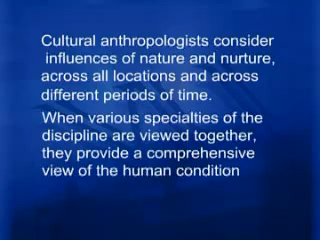 Cultural anthropologists consider
influences of nature and nurture,
across all locations and across
different periods of time.
When various specialties of the
discipline are viewed together,
they provide a comprehensive
view of the human condition